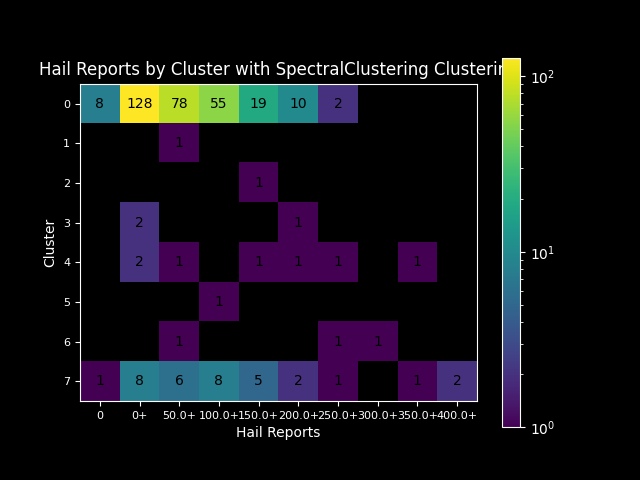 Hail Reports by Cluster with SpectralClustering Clusterin
10²
0 8 128 78 55 19 10 2
1 1
2 1
3 2 1
10¹
4 2 1 1 1 1 1
5 1
6 1 1 1
7 1 8 6 8 5 2 1 1 2
10⁰
0 0+ 50.0+ 100.0+ 150.0+ 200.0+ 250.0+ 300.0+ 350.0+ 400.0+
Hail Reports
Cluster